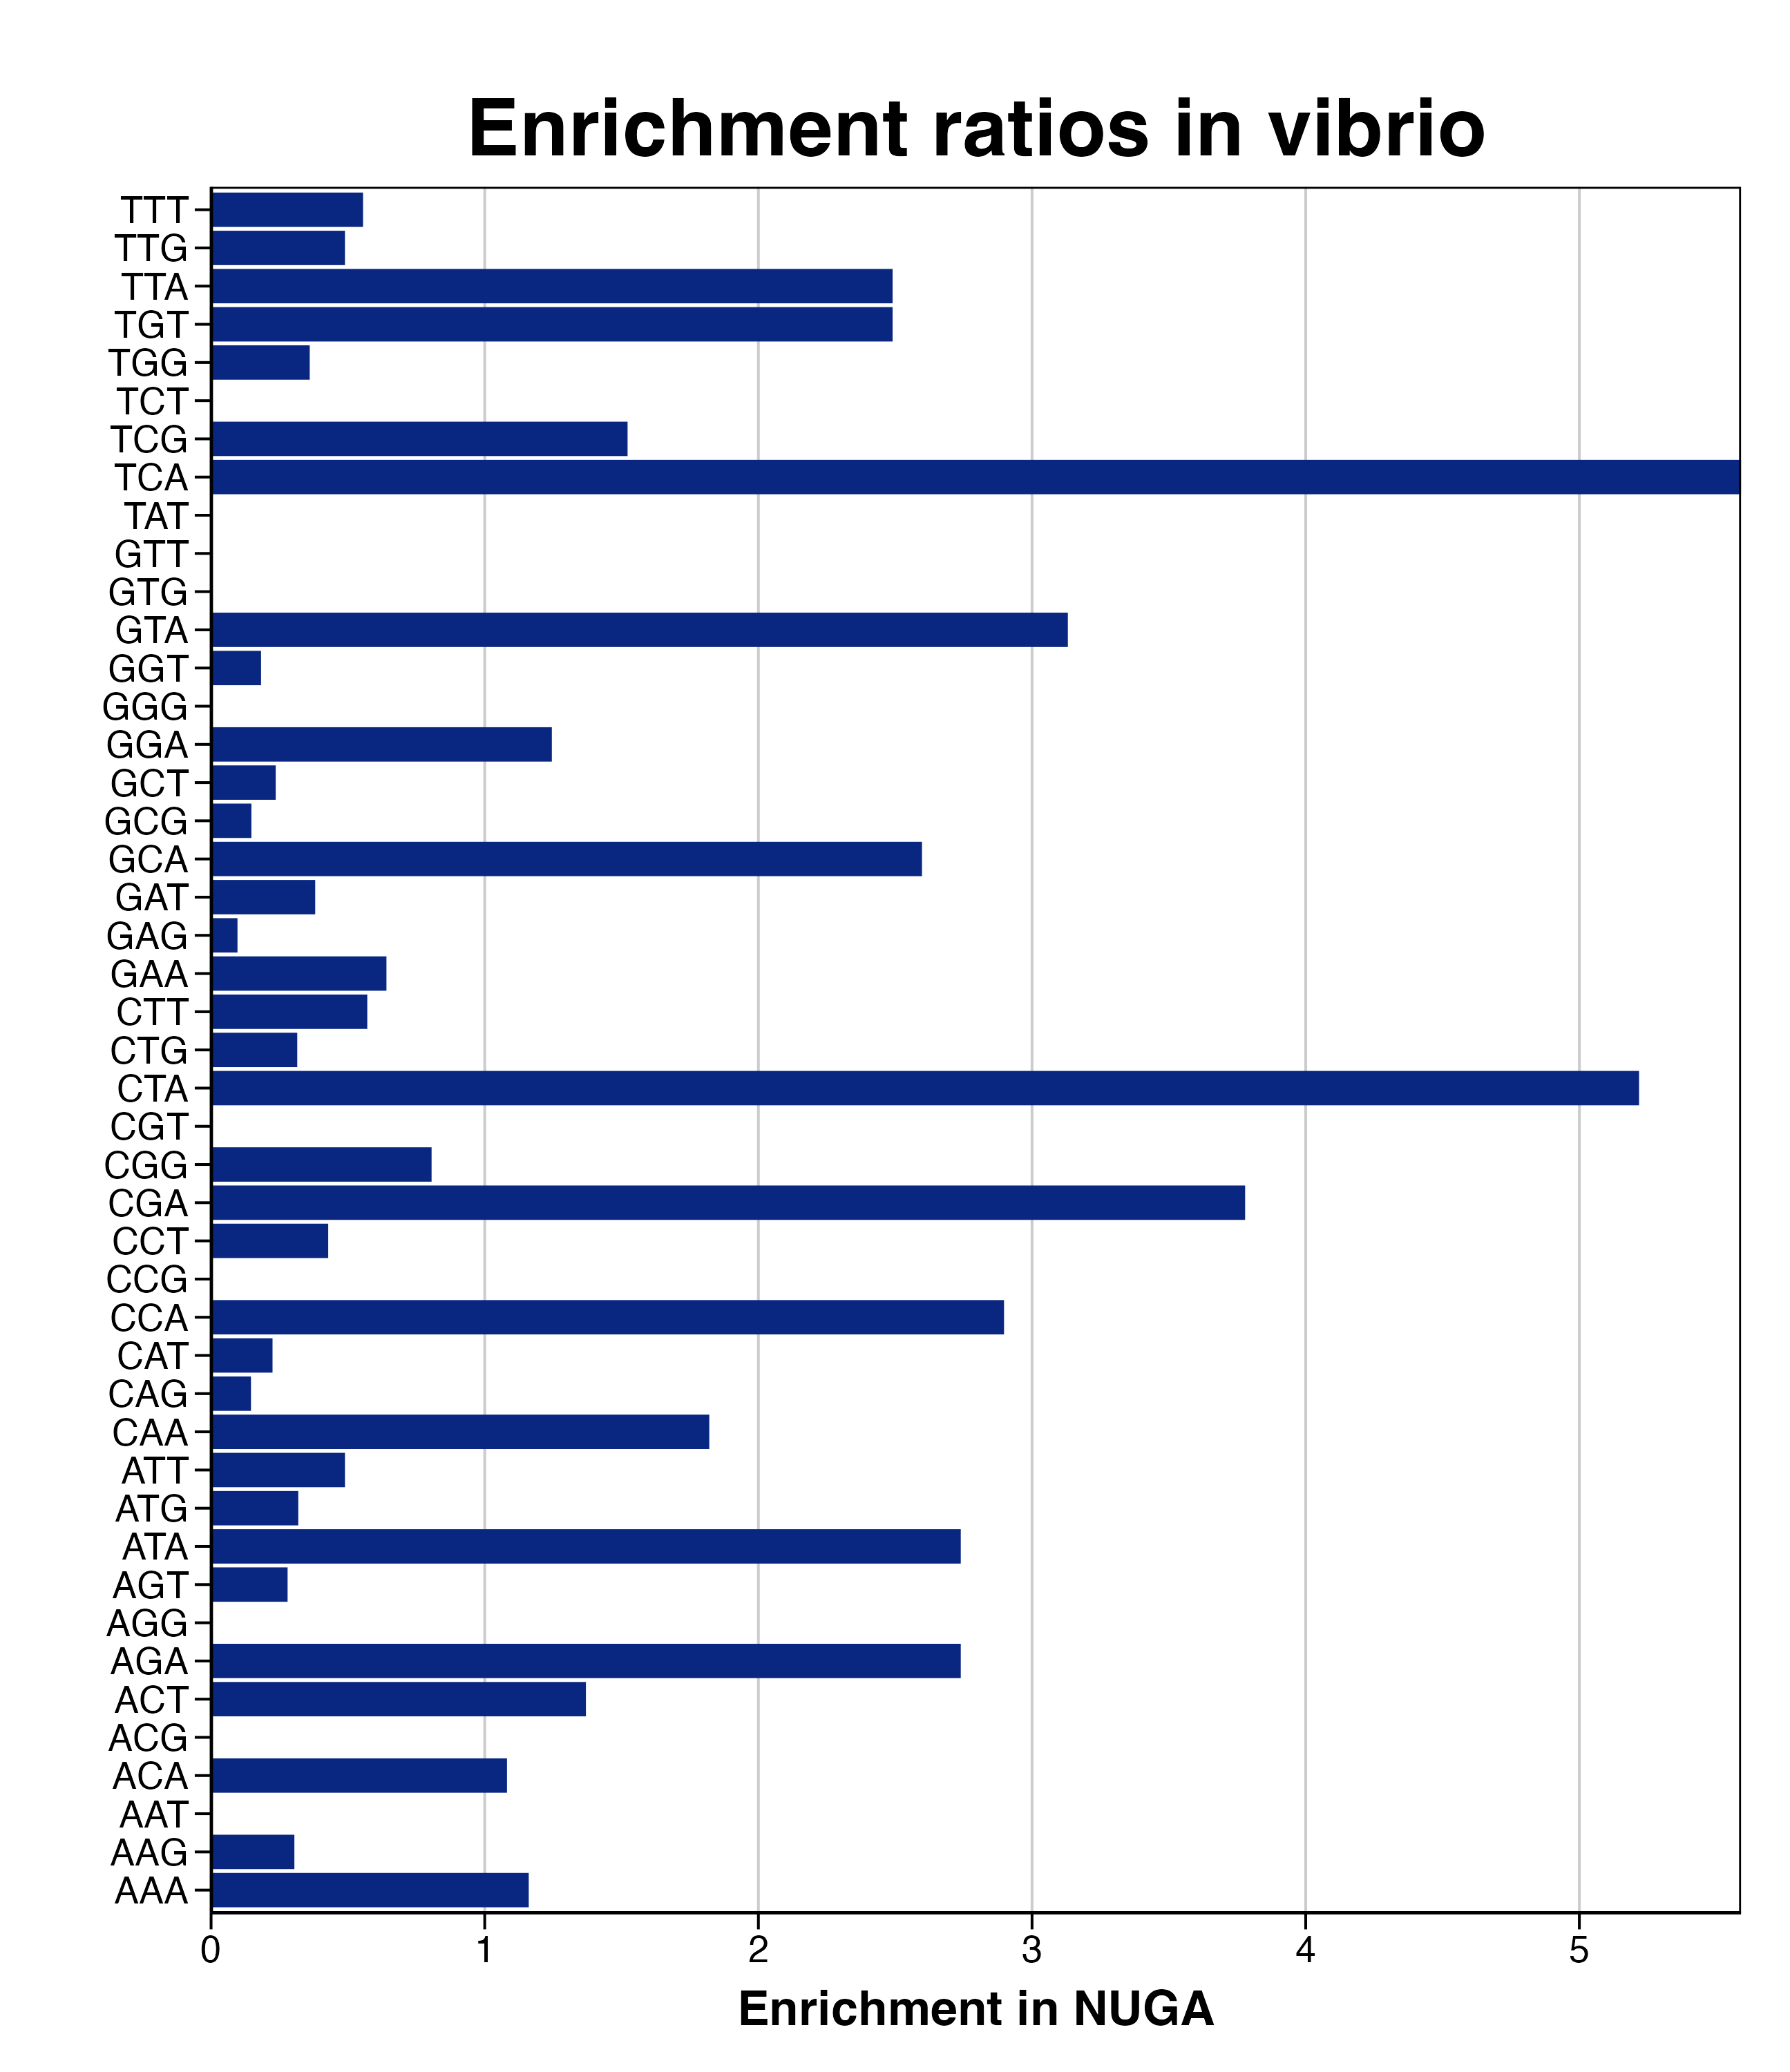 Enrichment ratios in vibrio
TTT
TTG
TTA
TGT
TGG
TCT
TCG
TCA
TAT
GTT
GTG
GTA
GGT
GGG
GGA
GCT
GCG
GCA
GAT
GAG
GAA
CTT
CTG
CTA
CGT
CGG
CGA
CCT
CCG
CCA
CAT
CAG
CAA
ATT
ATG
ATA
AGT
AGG
AGA
ACT
ACG
ACA
AAT
AAG
AAA
0 1 2 3 4 5
Enrichment in NUGA